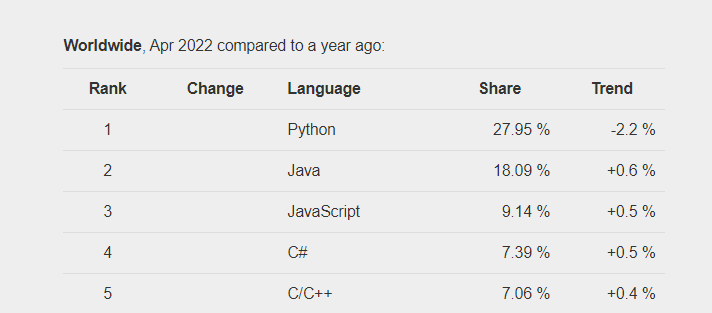 Worldwide, Apr 2022 compared to a year ago:
Rank Change Language Share Trend
1 Python 27.95 % -2.2 %
2 Java 18.09 % +0.6 %
3 JavaScript 9.14 % +0.5 %
4 C# 7.39 % +0.5 %
5 C/C++ 7.06 % +0.4 %